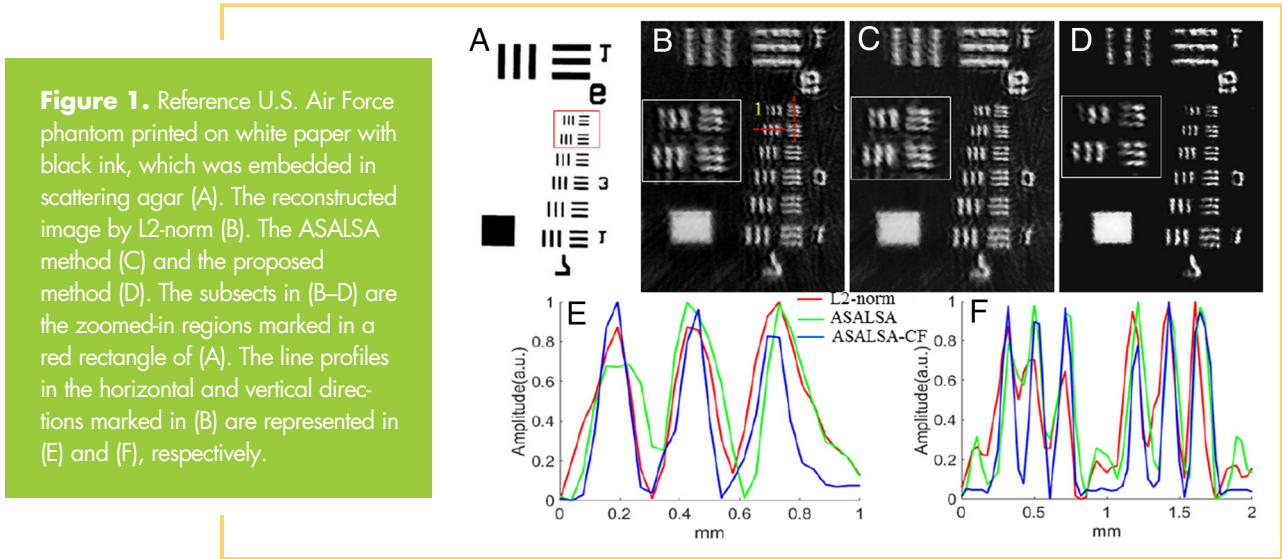 Figure 1. Reference U.S. Air Force
phantom printed on white paper with
black ink, which was embedded in
scattering agar (A). The reconstructed
image by L2-norm (B). The ASALSA
method (C) and the proposed
method (D). The subsects in (B–D) are
the zoomed-in regions marked in a
red rectangle of (A). The line profiles
in the horizontal and vertical direc-
tions marked in (B) are represented in
(E) and (F), respectively.
A
B
C
D
1
3
E
L2-norm
ASALSA
ASALSA-CF
Amplitude(a.u.)
1
0.8
0.6
0.4
0.2
0
0 0.2 0.4 0.6 0.8 1
mm
F
Amplitude(a.u.)
1
0.8
0.6
0.4
0.2
0
0 0.5 1 1.5 2
mm